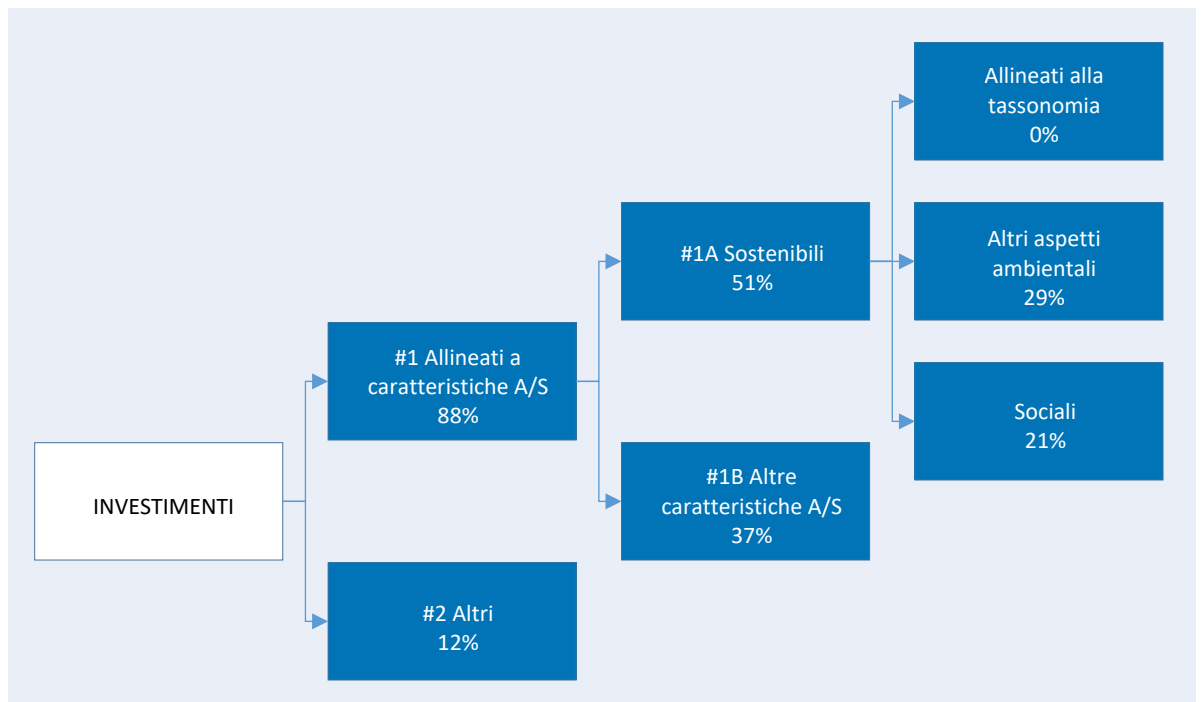 INVESTIMENTI
#1 Allineati a
caratteristiche A/S
88%
#2 Altri
12%
#1A Sostenibili
51%
#1B Altre
caratteristiche A/S
37%
Allineati alla
tassonomia
0%
Altri aspetti
ambientali
29%
Sociali
21%